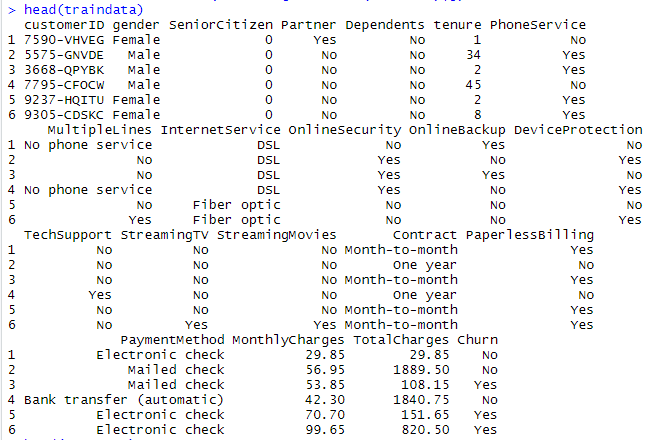 > head(traindata)
customerID gender SeniorCitizen Partner Dependents tenure PhoneService
1 7590-VHVEG Female 0 Yes No 1 No
2 5575-GNVDE Male 0 No No 34 Yes
3 3668-QPYBK Male 0 No No 2 Yes
4 7795-CFOCW Male 0 No No 45 No
5 9237-HQITU Female 0 No No 2 Yes
6 9305-CDSKC Female 0 No No 8 Yes
MultipleLines InternetService OnlineSecurity OnlineBackup DeviceProtection
1 No phone service DSL No Yes No
2 No DSL Yes No Yes
3 No DSL Yes Yes No
4 No phone service DSL Yes No Yes
5 No Fiber optic No No No
6 Yes Fiber optic No No Yes
TechSupport StreamingTV StreamingMovies Contract PaperlessBilling
1 No No No Month-to-month Yes
2 No No No One year No
3 No No No Month-to-month Yes
4 Yes No No One year No
5 No No No Month-to-month Yes
6 No Yes Yes Month-to-month Yes
PaymentMethod MonthlyCharges TotalCharges Churn
1 Electronic check 29.85 29.85 No
2 Mailed check 56.95 1889.50 No
3 Mailed check 53.85 108.15 Yes
4 Bank transfer (automatic) 42.30 1840.75 No
5 Electronic check 70.70 151.65 Yes
6 Electronic check 99.65 820.50 Yes